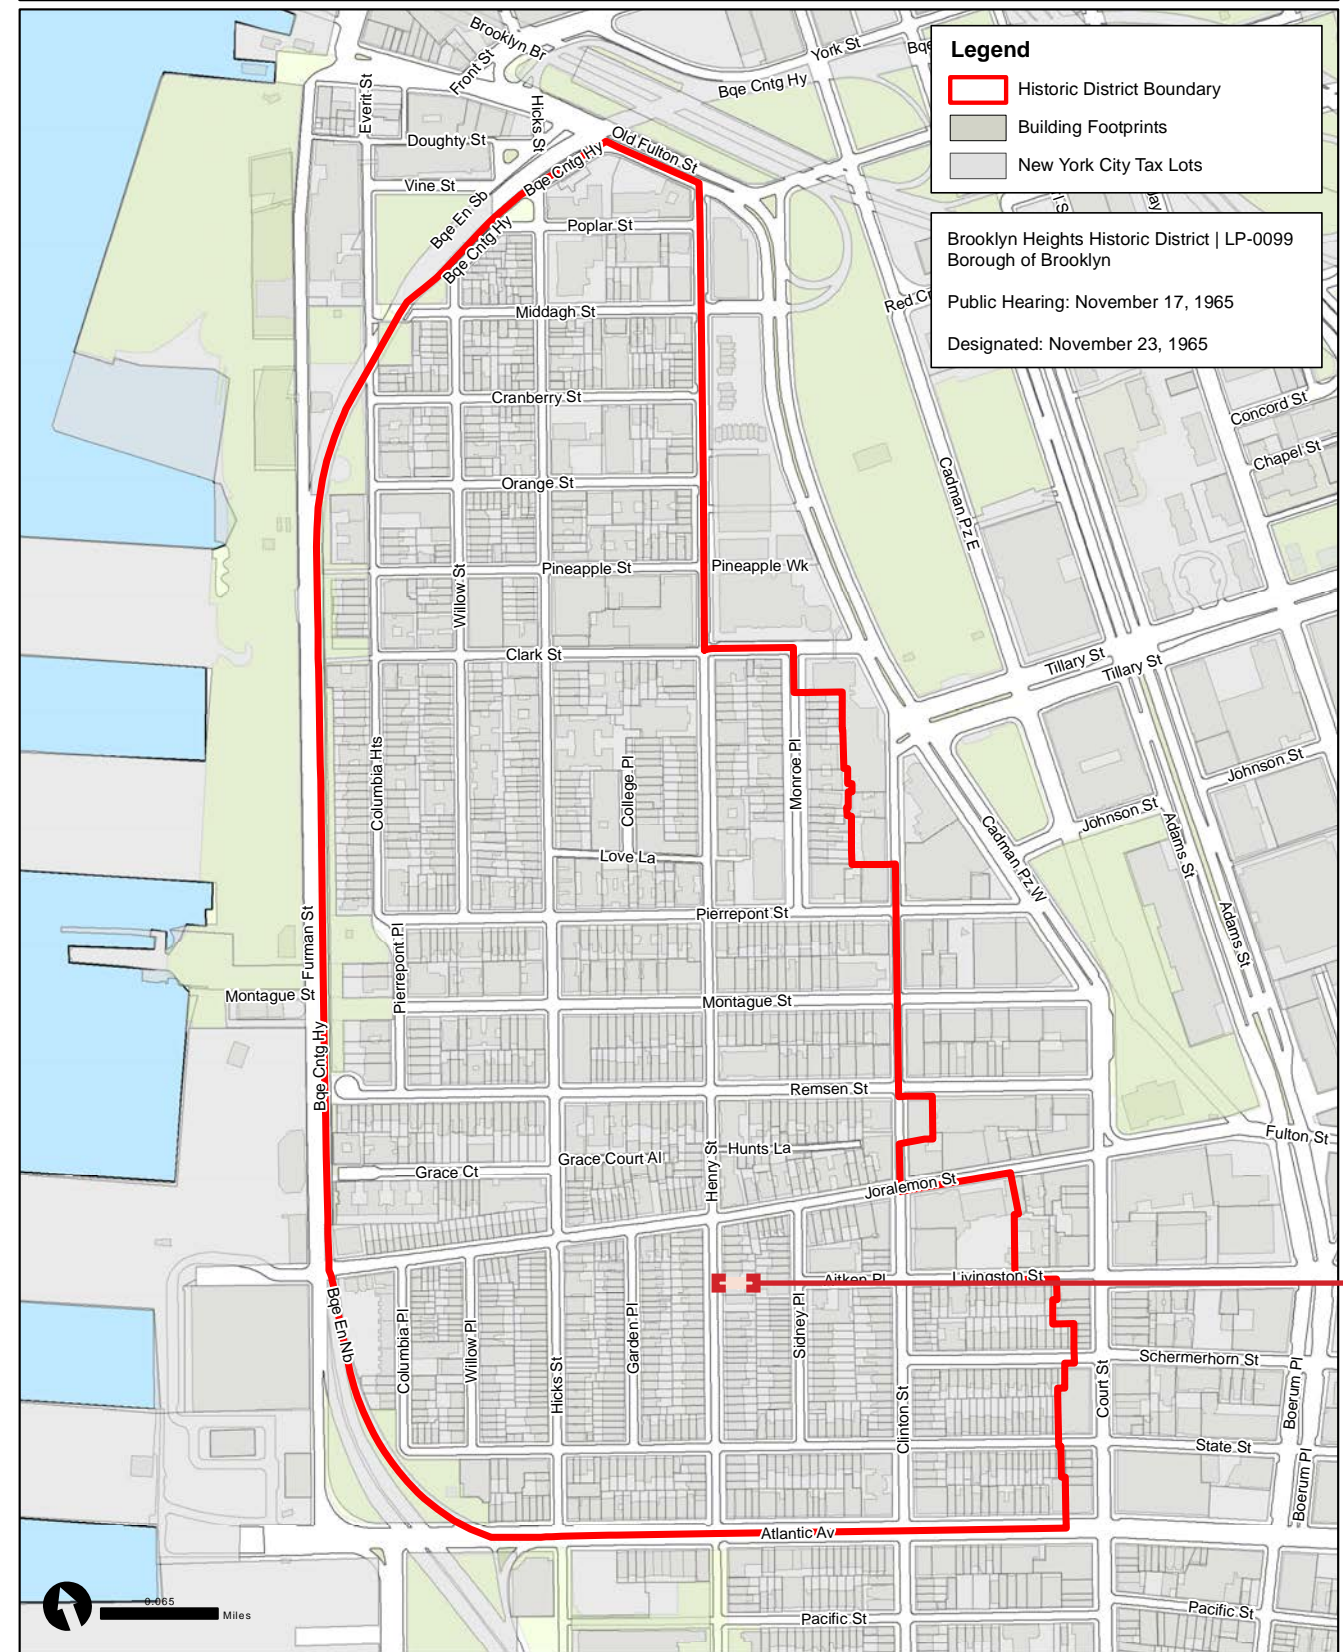 Brooklyn Br
Front St
York St
Bqe
Bqe Cntg Hy
Everit St
Hicks St
Doughty St
Old Fulton St
Vine St
Bqe Cntg Hy
Bqe En Sb
Bqe Cntg Hy
Poplar St
Middagh St
Cranberry St
Orange St
Pineapple St
Pineapple Wk
Willow St
Clark St
Columbia Hts
College Pl
Monroe Pl
Love La
Pierrepont St
Pierrepont Pl
Furman St
Montague St
Montague St
Bqe Cntg Hy
Remsen St
Hunts La
Grace Court Al
Grace Ct
Henry St
Joralemon St
Aitken Pl
Livingston St
Bqe En Nb
Columbia Pl
Willow Pl
Hicks St
Garden Pl
Sidney Pl
Clinton St
Court St
Schermerhorn St
State St
Boerum Pl
Boerum Pl
Atlantic Av
Pacific St
Pacific St
Fulton St
Adams St
Adams St
Johnson St
Johnson St
Cadman Pz W
Cadman Pz E
Tillary St
Tillary St
Chapel St
Concord St
Red Cr
Legend
Historic District Boundary
Building Footprints
New York City Tax Lots
Brooklyn Heights Historic District | LP-0099
Borough of Brooklyn
Public Hearing: November 17, 1965
Designated: November 23, 1965
0.065
Miles